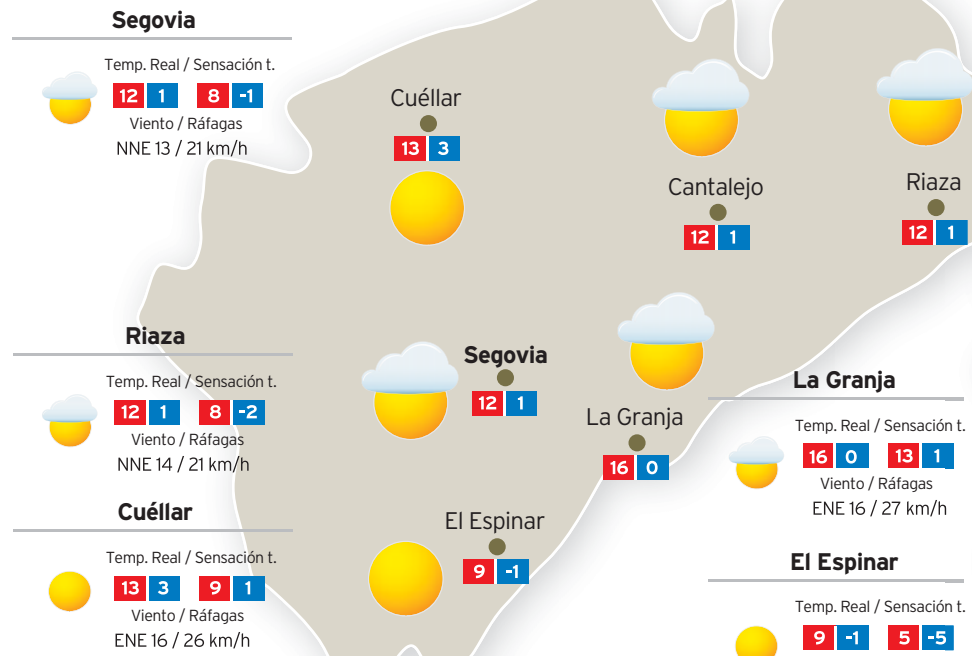 Segovia
Temp. Real / Sensación t.
12 1 8 -1
Viento / Ráfagas
NNE 13 / 21 km/h
Cuéllar
13 3
Cantalejo
12 1
Riaza
12 1
Riaza
Temp. Real / Sensación t.
12 1 8 -2
Viento / Ráfagas
NNE 14 / 21 km/h
Segovia
12 1
La Granja
16 0
La Granja
Temp. Real / Sensación t.
16 0 13 1
Viento / Ráfagas
ENE 16 / 27 km/h
Cuéllar
Temp. Real / Sensación t.
13 3 9 1
Viento / Ráfagas
ENE 16 / 26 km/h
El Espinar
9 -1
El Espinar
Temp. Real / Sensación t.
9 -1 5 -5